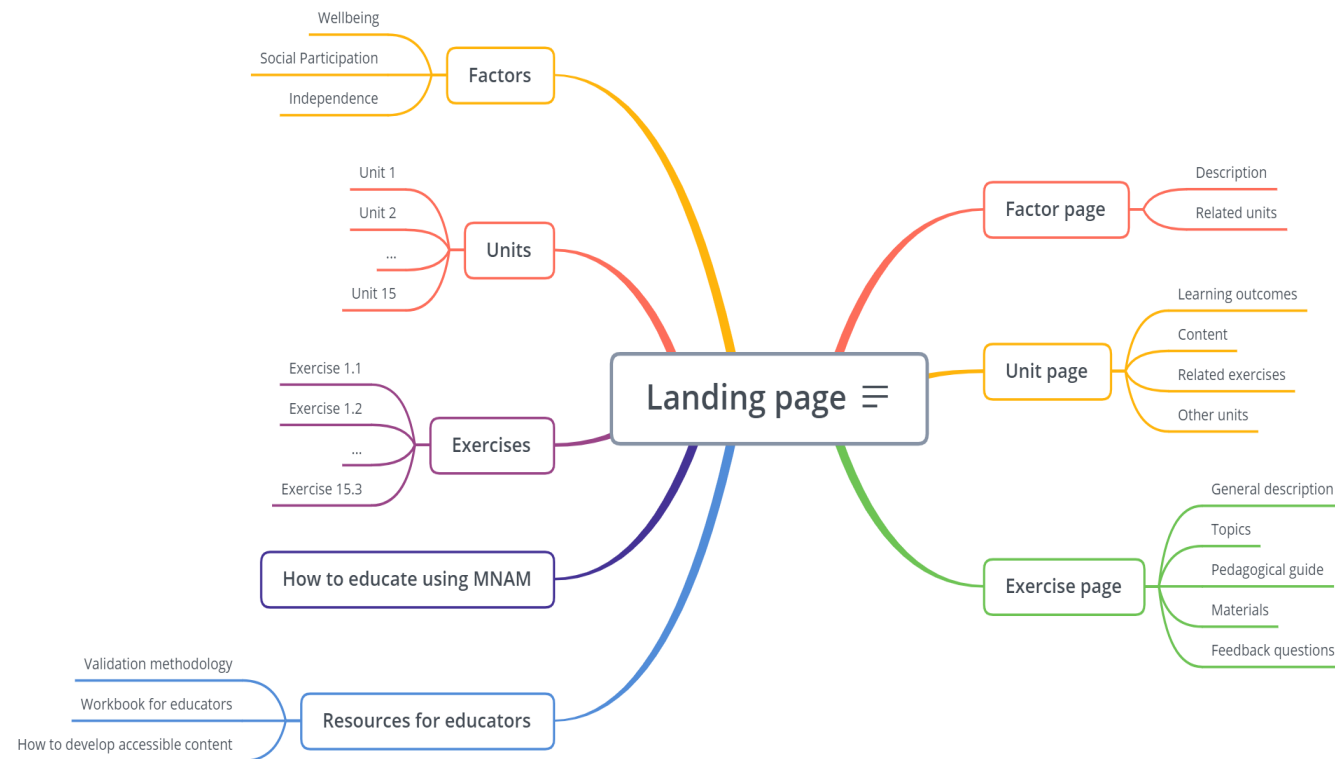 Wellbeing
Social Participation
Independence
Factors
Unit 1
Unit 2
...
Unit 15
Units
Exercise 1.1
Exercise 1.2
...
Exercise 15.3
Exercises
How to educate using MNAM
Validation methodology
Workbook for educators
How to develop accessible content
Resources for educators
Landing page
Factor page
Description
Related units
Unit page
Learning outcomes
Content
Related exercises
Other units
Exercise page
General description
Topics
Pedagogical guide
Materials
Feedback questions